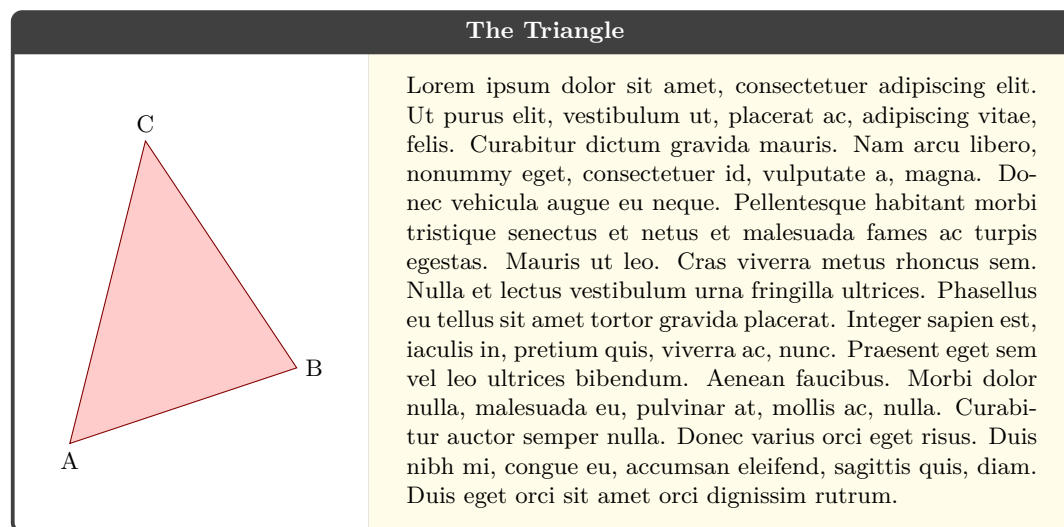 The Triangle
C
B
A
Lorem ipsum dolor sit amet, consectetuer adipiscing elit.
Ut purus elit, vestibulum ut, placerat ac, adipiscing vitae,
felis. Curabitur dictum gravida mauris. Nam arcu libero,
nonummy eget, consectetuer id, vulputate a, magna. Do-
nec vehicula augue eu neque. Pellentesque habitant morbi
tristique senectus et netus et malesuada fames ac turpis
egestas. Mauris ut leo. Cras viverra metus rhoncus sem.
Nulla et lectus vestibulum urna fringilla ultrices. Phasellus
eu tellus sit amet tortor gravida placerat. Integer sapien est,
iaculis in, pretium quis, viverra ac, nunc. Praesent eget sem
vel leo ultrices bibendum. Aenean faucibus. Morbi dolor
nulla, malesuada eu, pulvinar at, mollis ac, nulla. Curabi-
tur auctor semper nulla. Donec varius orci eget risus. Duis
nibh mi, congue eu, accumsan eleifend, sagittis quis, diam.
Duis eget orci sit amet orci dignissim rutrum.